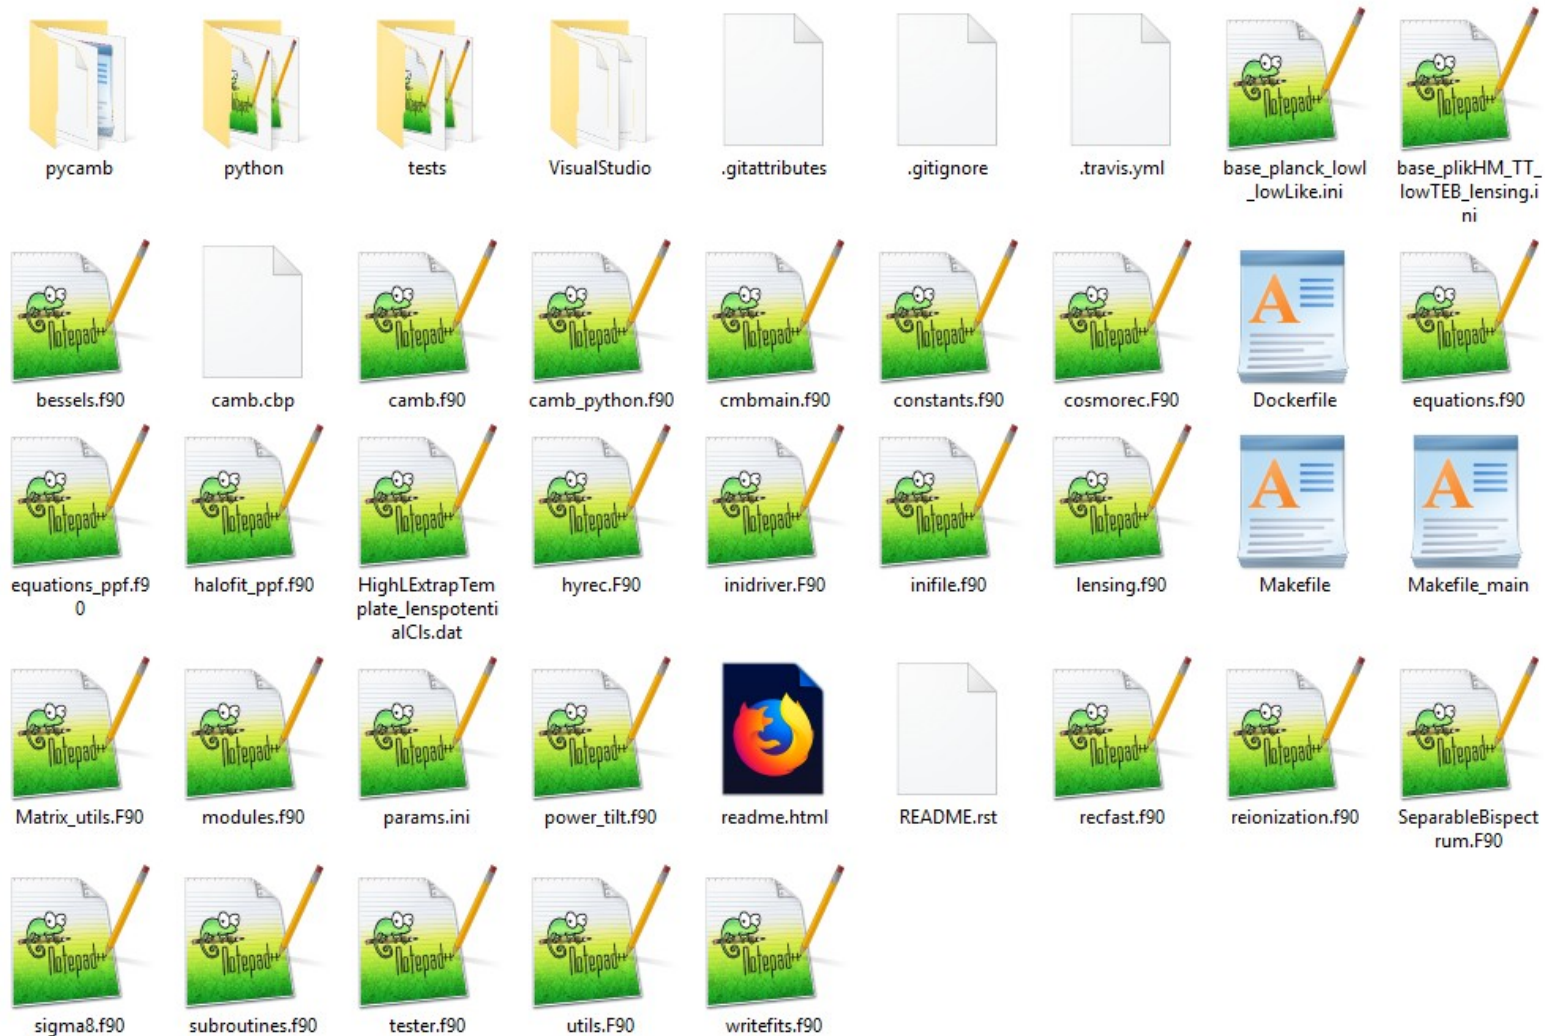 pycamb
python
tests
VisualStudio
.gitattributes
.gitignore
.travis.yml
base_planck_lowl
_lowLike.ini
base_plikHM_TT_
lowTEB_lensing.i
ni
bessels.f90
camb.cbp
camb.f90
camb_python.f90
cmbmain.f90
constants.f90
cosmorec.F90
Dockerfile
equations.f90
equations_ppf.f9
0
halofit_ppf.f90
HighLExtrapTem
plate_lenspotenti
alCls.dat
hyrec.F90
inidriver.F90
inifile.f90
lensing.f90
Makefile
Makefile_main
Matrix_utils.F90
modules.f90
params.ini
power_tilt.f90
readme.html
README.rst
recfast.f90
reionization.f90
SeparableBispect
rum.F90
sigma8.f90
subroutines.f90
tester.f90
utils.F90
writefits.f90